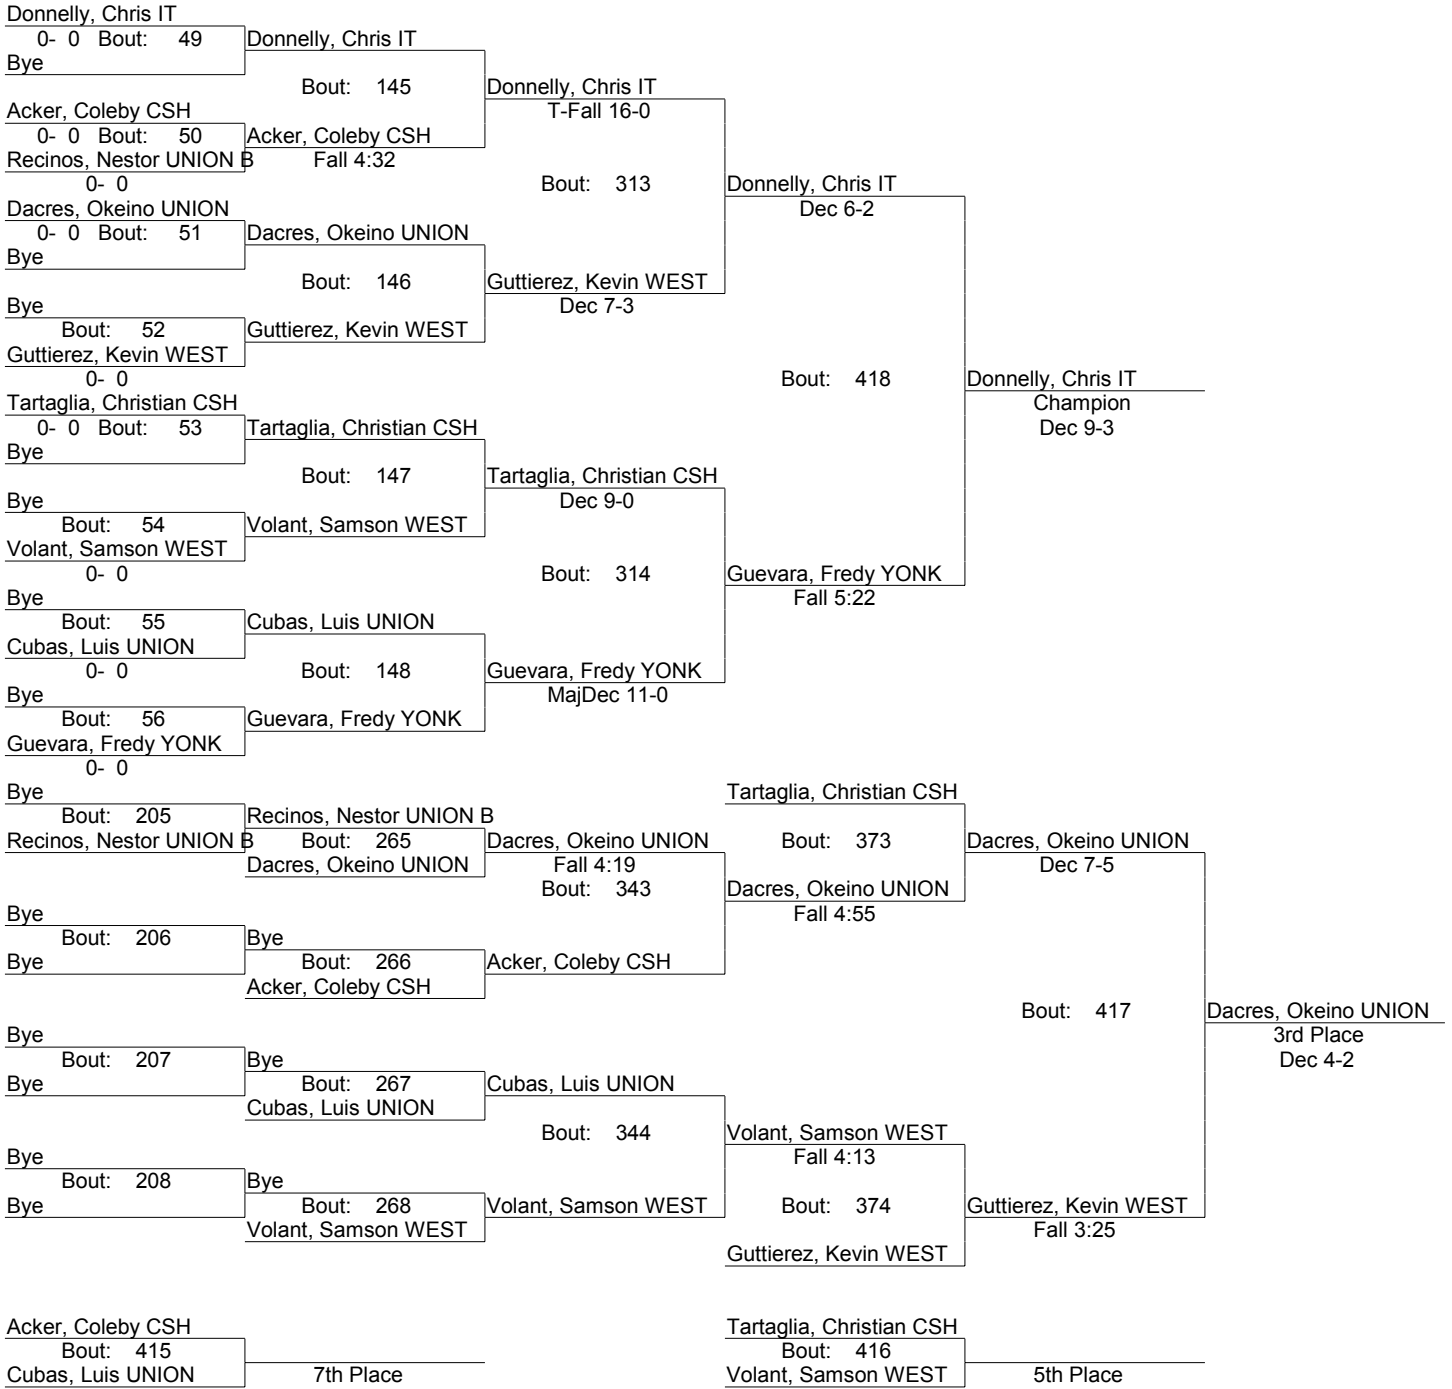 Donnelly, Chris IT
0- 0 Bout: 49 Donnelly, Chris IT
Bye
Bout: 145 Donnelly, Chris IT
Acker, Coleby CSH T-Fall 16-0
0- 0 Bout: 50 Acker, Coleby CSH
Recinos, Nestor UNION B Fall 4:32
0- 0 Bout: 313 Donnelly, Chris IT
Dacres, Okeino UNION Dec 6-2
0- 0 Bout: 51 Dacres, Okeino UNION
Bye
Bout: 146 Guttierez, Kevin WEST
Bye Dec 7-3
Bout: 52 Guttierez, Kevin WEST
Guttierez, Kevin WEST
0- 0 Bout: 418 Donnelly, Chris IT
Tartaglia, Christian CSH Champion
0- 0 Bout: 53 Tartaglia, Christian CSH Dec 9-3
Bye
Bout: 147 Tartaglia, Christian CSH
Bye Dec 9-0
Bout: 54 Volant, Samson WEST
Volant, Samson WEST
0- 0 Bout: 314 Guevara, Fredy YONK
Bye Fall 5:22
Bout: 55 Cubas, Luis UNION
Cubas, Luis UNION
0- 0 Bout: 148 Guevara, Fredy YONK
Bye MajDec 11-0
Bout: 56 Guevara, Fredy YONK
Guevara, Fredy YONK
0- 0
Bye Tartaglia, Christian CSH
Bout: 205 Recinos, Nestor UNION B
Recinos, Nestor UNION B Bout: 265 Dacres, Okeino UNION Bout: 373 Dacres, Okeino UNION
Dacres, Okeino UNION Fall 4:19 Dec 7-5
Bout: 343 Dacres, Okeino UNION
Bye Fall 4:55
Bout: 206 Bye
Bye Bout: 266 Acker, Coleby CSH
Acker, Coleby CSH
Bout: 417 Dacres, Okeino UNION
Bye 3rd Place
Bout: 207 Bye Dec 4-2
Bye Bout: 267 Cubas, Luis UNION
Cubas, Luis UNION
Bout: 344 Volant, Samson WEST
Bye Fall 4:13
Bout: 208 Bye
Bye Bout: 268 Volant, Samson WEST Bout: 374 Guttierez, Kevin WEST
Volant, Samson WEST Fall 3:25
Guttierez, Kevin WEST
Acker, Coleby CSH Tartaglia, Christian CSH
Bout: 415 Bout: 416
Cubas, Luis UNION 7th Place Volant, Samson WEST 5th Place